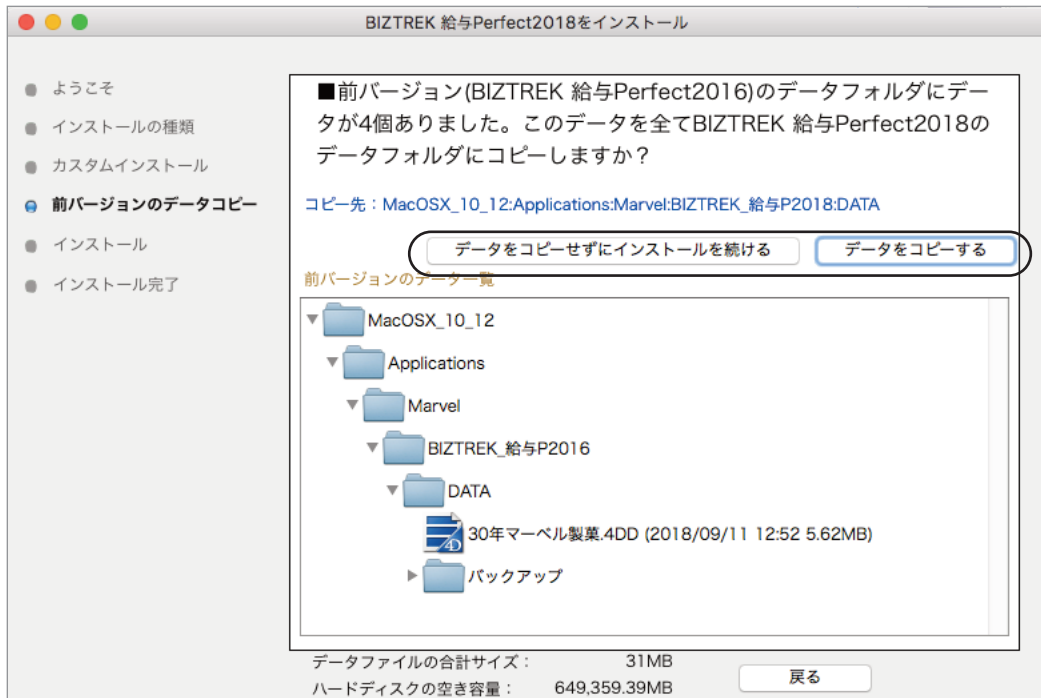 BIZTREK 給与Perfect2018をインストール
ようこそ
インストールの種類
カスタムインストール
前バージョンのデータコピー
インストール
インストール完了
■前バージョン(BIZTREK 給与Perfect2016)のデータフォルダにデー
タが4個ありました。このデータを全てBIZTREK 給与Perfect2018の
データフォルダにコピーしますか？
コピー先：MacOSX_10_12:Applications:Marvel:BIZTREK_給与P2018:DATA
データをコピーせずにインストールを続ける
データをコピーする
前バージョンのデータ一覧
MacOSX_10_12
Applications
Marvel
BIZTREK_給与P2016
DATA
30年マーベル製菓.4DD (2018/09/11 12:52 5.62MB)
バックアップ
データファイルの合計サイズ： 31MB
ハードディスクの空き容量： 649,359.39MB
戻る